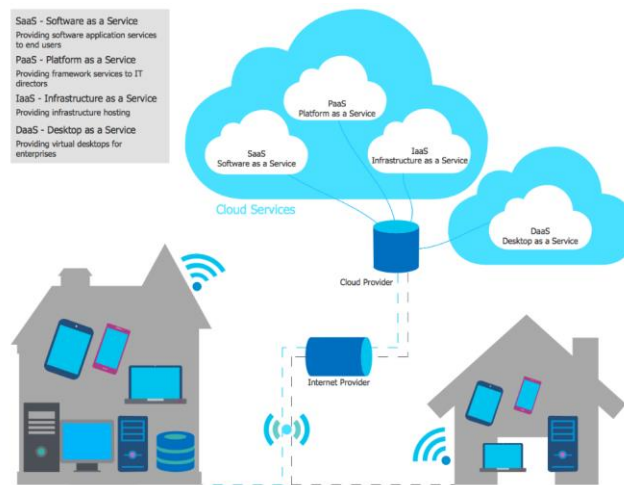 SaaS - Software as a Service
Providing software application services
to end users
PaaS - Platform as a Service
Providing framework services to IT
directors
IaaS - Infrastructure as a Service
Providing infrastructure hosting
DaaS - Desktop as a Service
Providing virtual desktops for
enterprises
PaaS
Platform as a Service
SaaS
Software as a Service
IaaS
Infrastructure as a Service
Cloud Services
DaaS
Desktop as a Service
Cloud Provider
Internet Provider